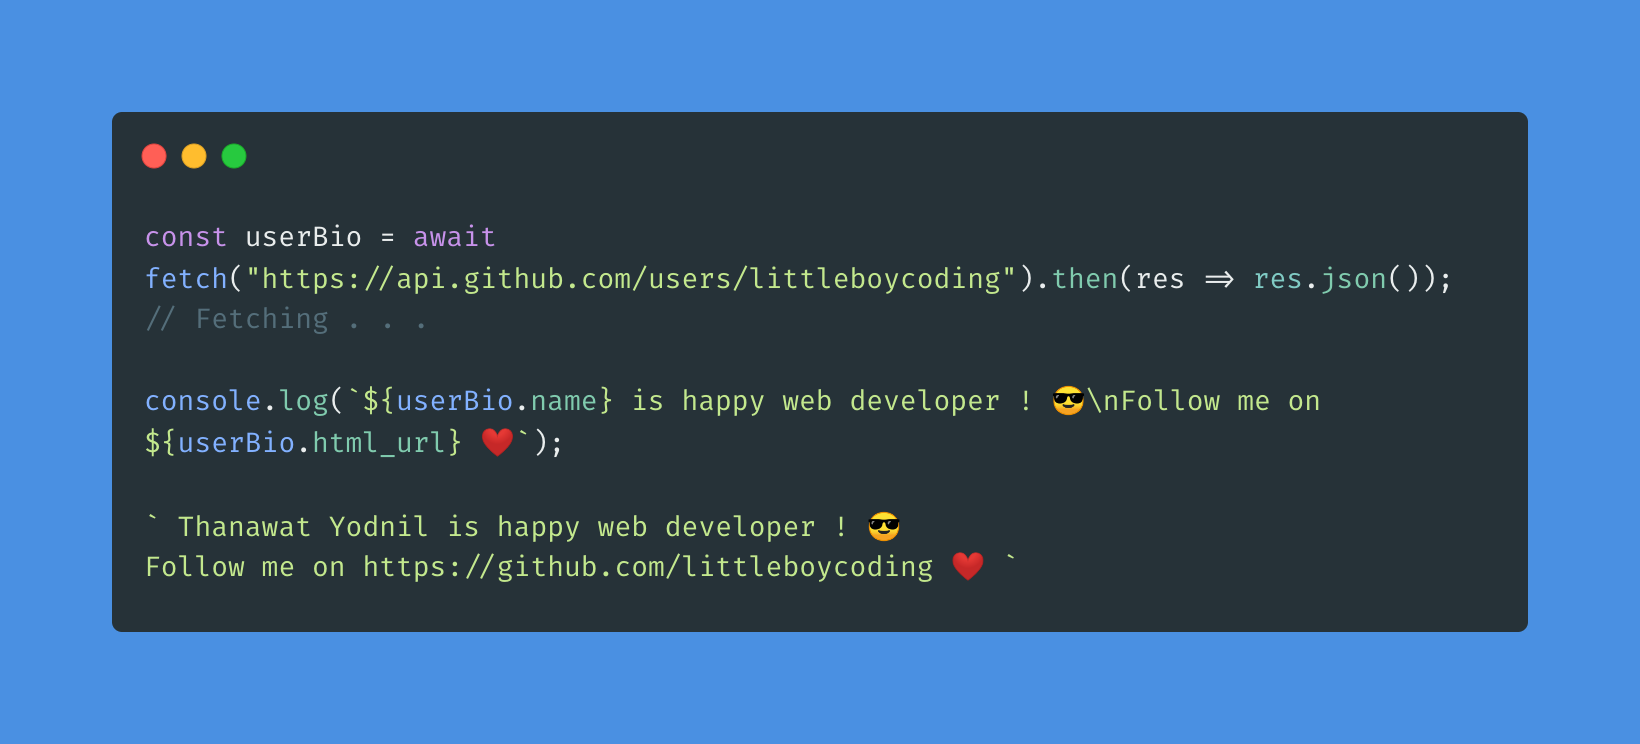 const userBio = await
fetch("https://api.github.com/users/littleboycoding").then(res => res.json());
// Fetching . . .
console.log(`${userBio.name} is happy web developer ! 😎\nFollow me on
${userBio.html_url} ❤️`);
` Thanawat Yodnil is happy web developer ! 😎
Follow me on https://github.com/littleboycoding ❤️ `